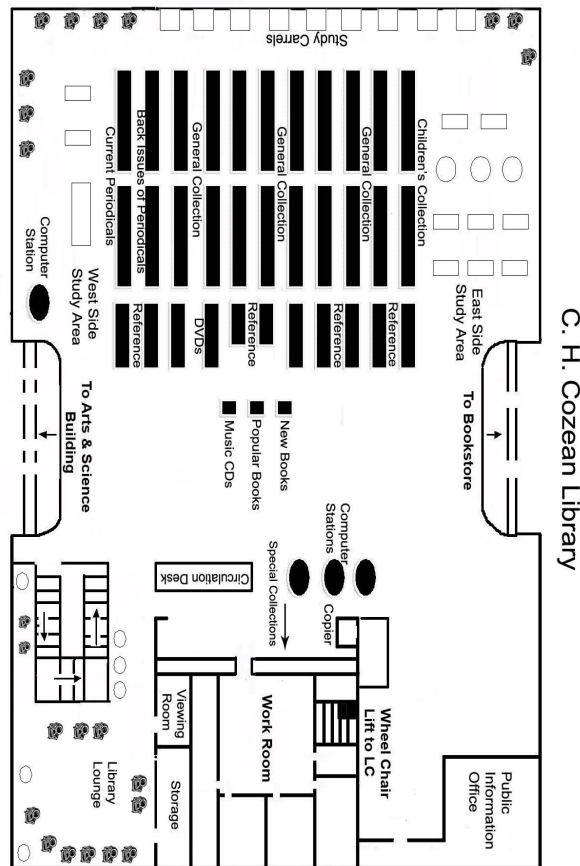 C. H. Cozean Library
Study Carrels
Children's Collection
General Collection
General Collection
General Collection
Back Issues of Periodicals
Current Periodicals
East Side
Study Area
West Side
Study Area
Computer
Station
Reference
Reference
Reference
DVDs
Reference
To Bookstore
To Arts & Science
Building
New Books
Popular Books
Music CDs
Computer
Stations
Copier
Special Collections
Circulation Desk
Wheel Chair
Lift to LC
Work Room
Viewing
Room
Storage
Library
Lounge
Public
Information
Office